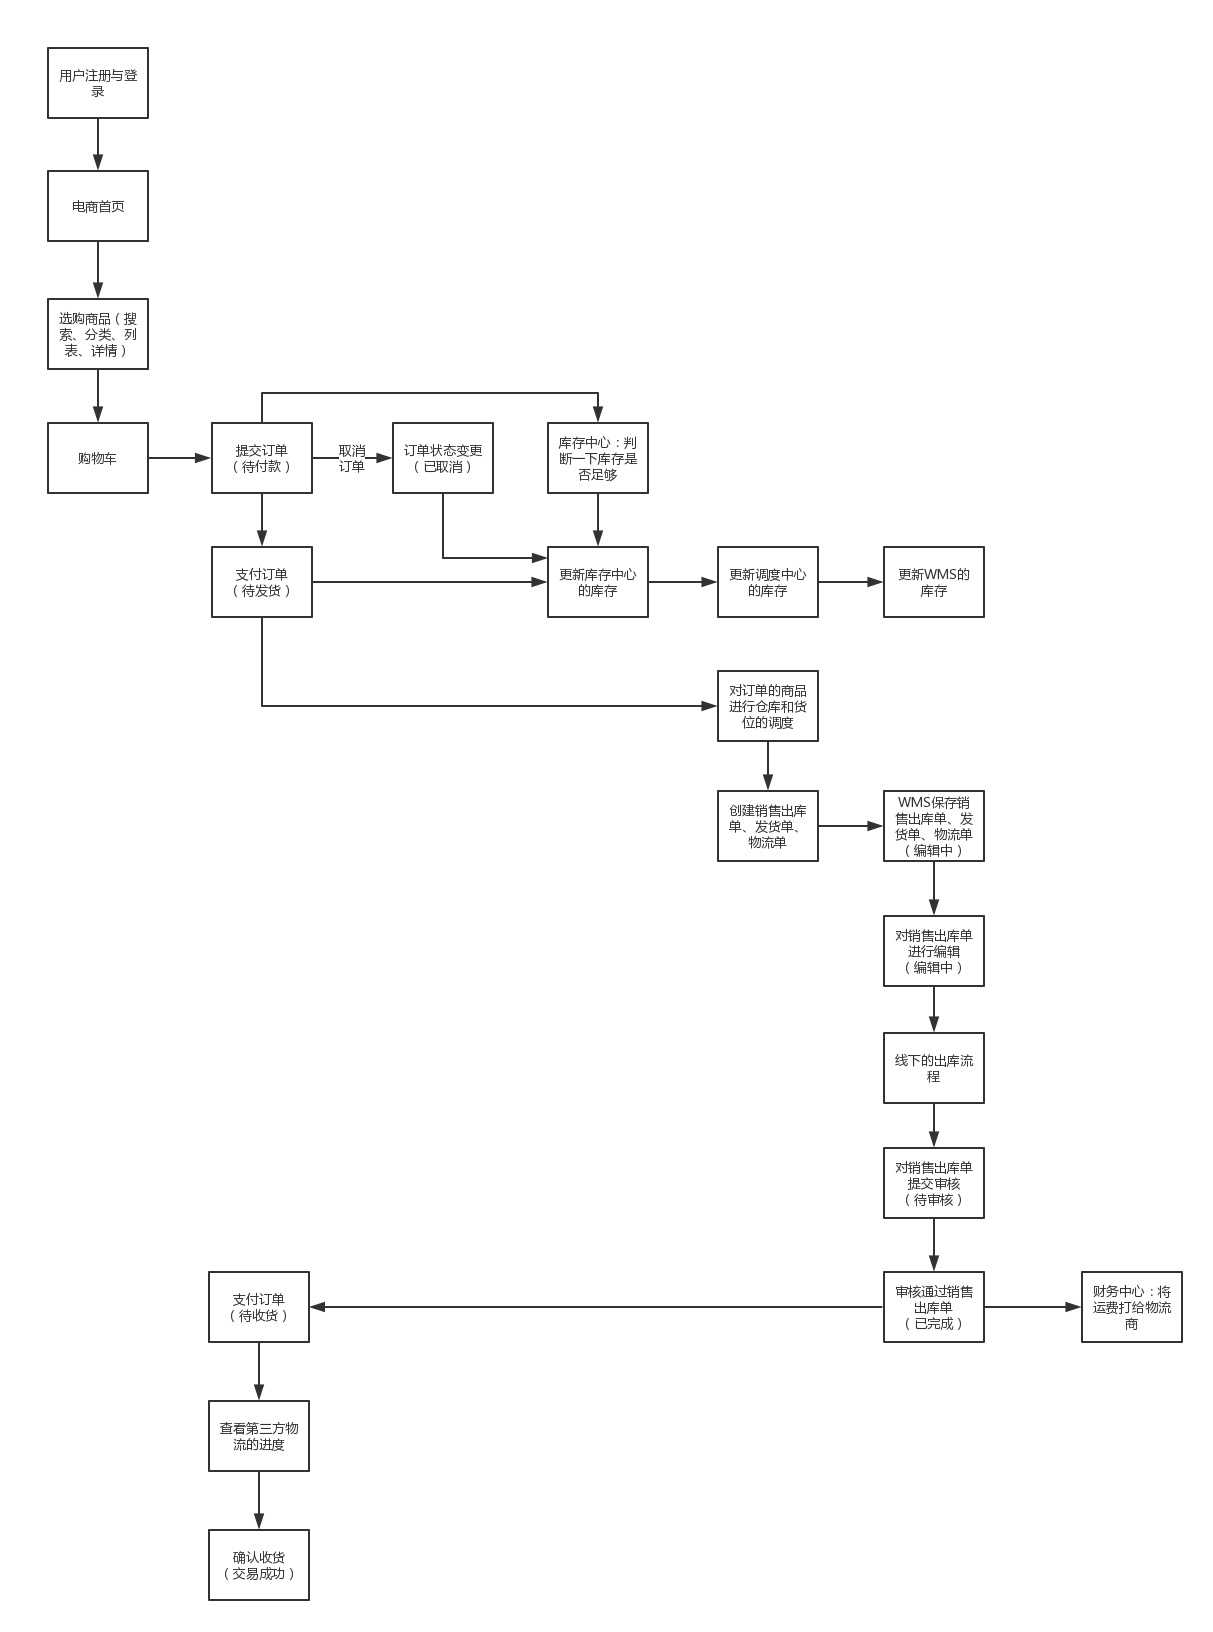 用户注册与登
录
电商首页
选购商品（搜
索、分类、列
表、详情）
购物车
提交订单
（待付款）
取消
订单
订单状态变更
（已取消）
库存中心：判
断一下库存是
否足够
支付订单
（待发货）
更新库存中心
的库存
更新调度中心
的库存
更新WMS的
库存
对订单的商品
进行仓库和货
位的调度
创建销售出库
单、发货单、
物流单
WMS保存销
售出库单、发
货单、物流单
（编辑中）
对销售出库单
进行编辑
（编辑中）
线下的出库流
程
对销售出库单
提交审核
（待审核）
支付订单
（待收货）
审核通过销售
出库单
（已完成）
财务中心：将
运费打给物流
商
查看第三方物
流的进度
确认收货
（交易成功）